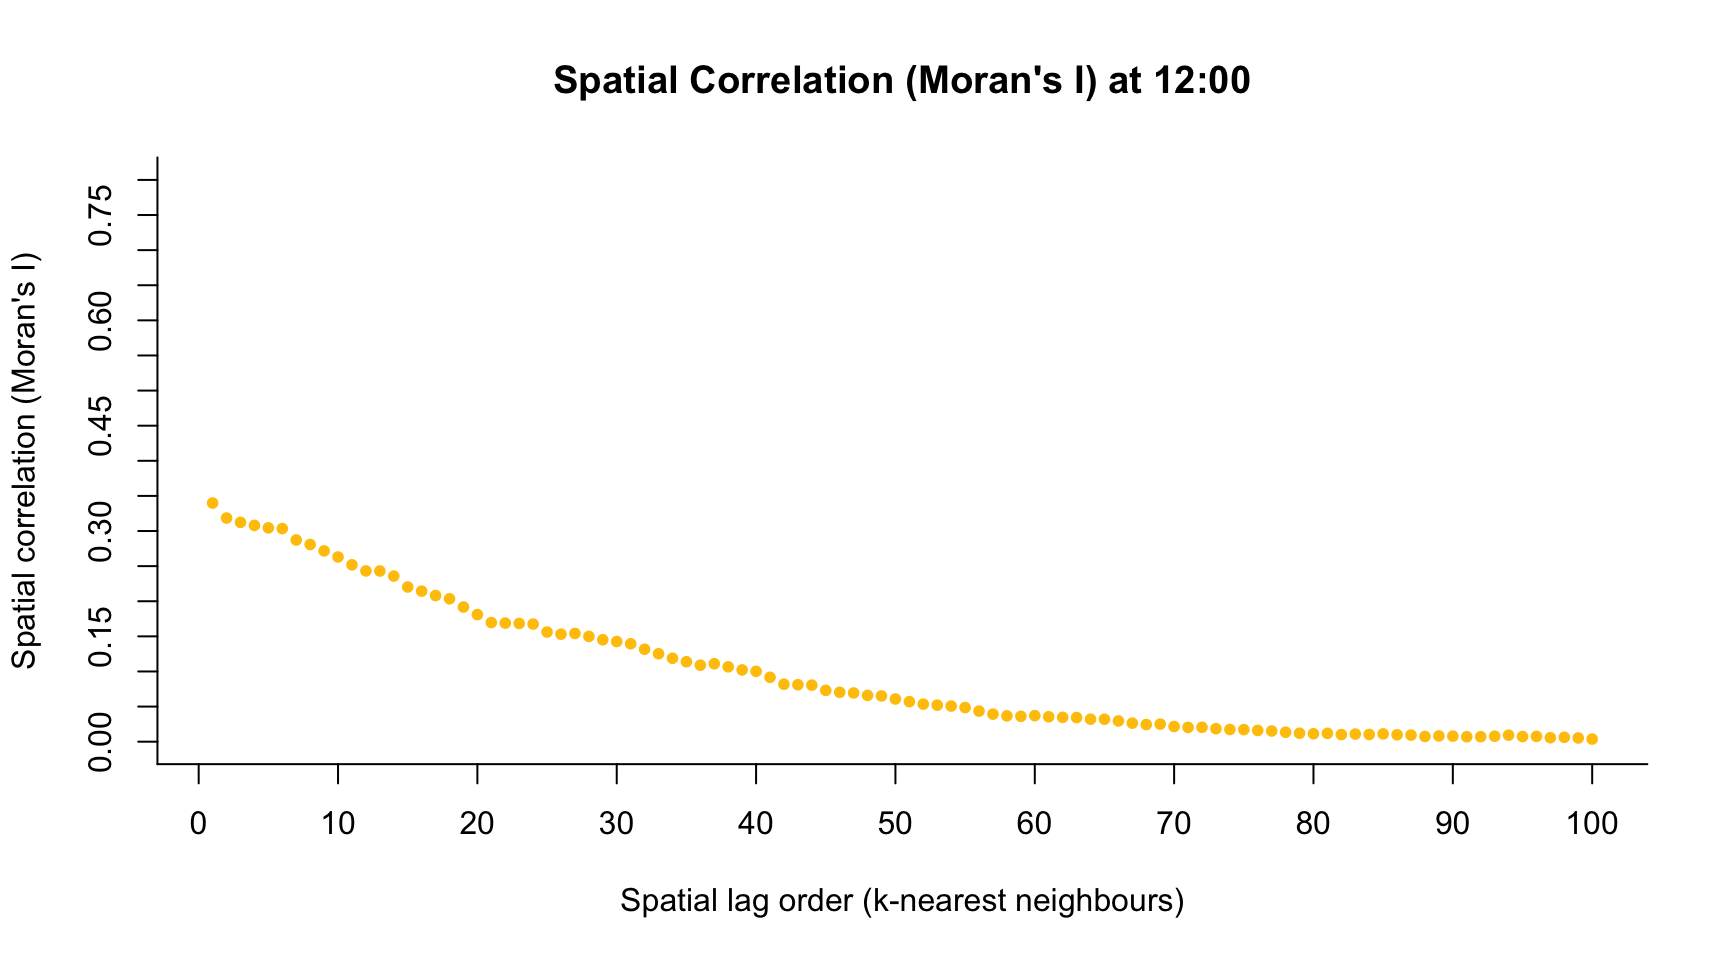 Spatial Correlation (Moran's I) at 12:00
Spatial correlation (Moran's I)
0.75
0.60
0.45
0.30
0.15
0.00
0 10 20 30 40 50 60 70 80 90 100
Spatial lag order (k-nearest neighbours)